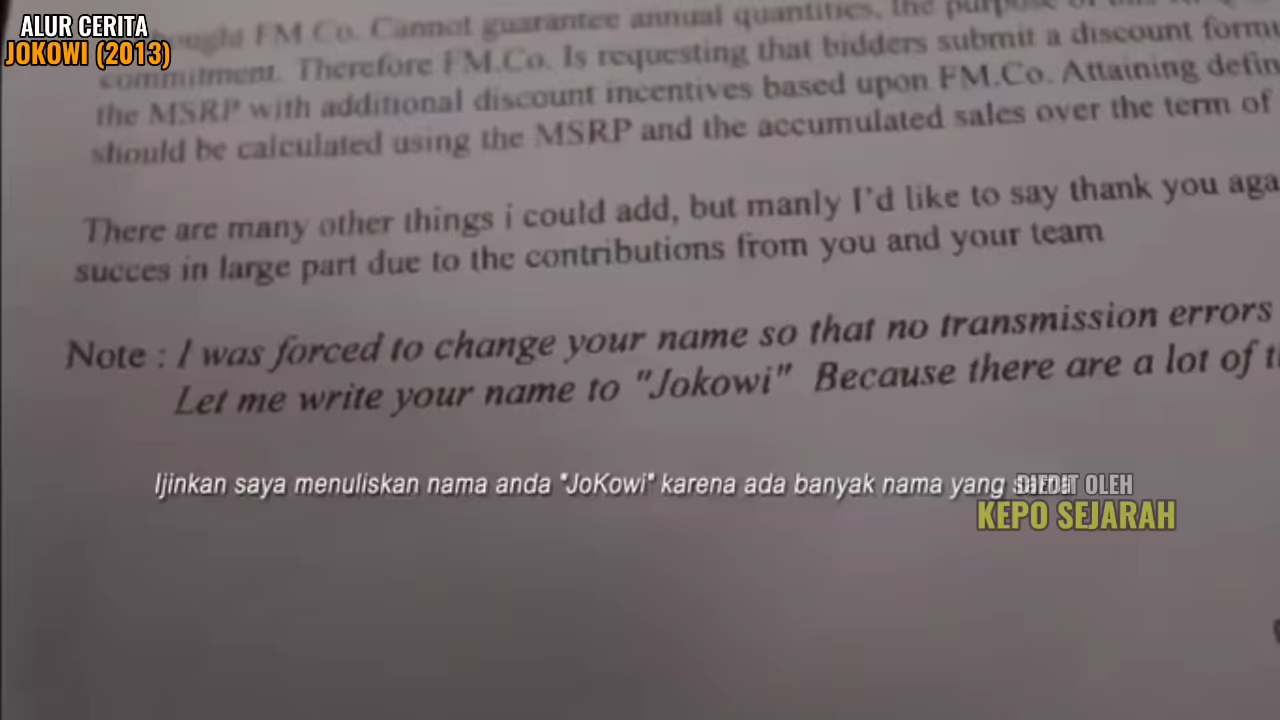 ALUR CERITA
JOKOWI (2013)
FM.Co. Cannot guarantee annual quantities, the purpose of this
commitment. Therefore FM.Co. Is requesting that bidders submit a discount
the MSRP with additional discount incentives based upon FM.Co. Attaining
should be calculated using the MSRP and the accumulated sales over the term of
There are many other things i could add, but manly I'd like to say thank you
succes in large part due to the contributions from you and your team
Note : I was forced to change your name so that no transmission errors
Let me write your name to "Jokowi" Because there are a lot of
Ijinkan saya menuliskan nama anda "JoKowi" karena ada banyak nama yang
DIEDIT OLEH
KEPO SEJARAH